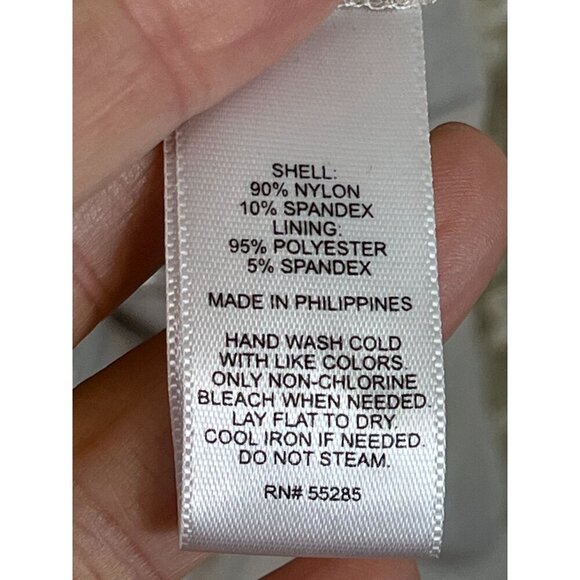 SHELL:
90% NYLON
10% SPANDEX
LINING:
95% POLYESTER
5% SPANDEX
MADE IN PHILIPPINES
HAND WASH COLD
WITH LIKE COLORS
ONLY NON-CHLORINE
BLEACH WHEN NEEDED.
LAY FLAT TO DRY.
COOL IRON IF NEEDED.
DO NOT STEAM.
RN# 55285